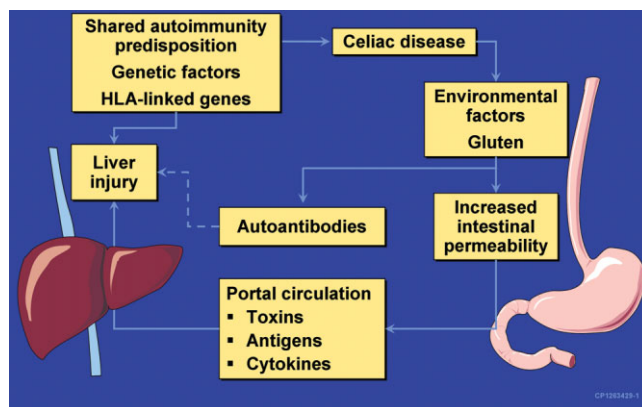 Shared autoimmunity
predisposition
Genetic factors
HLA-linked genes
Celiac disease
Environmental
factors
Gluten
Liver
injury
Autoantibodies
Increased
intestinal
permeability
Portal circulation
▪ Toxins
▪ Antigens
▪ Cytokines
CP1263429-1